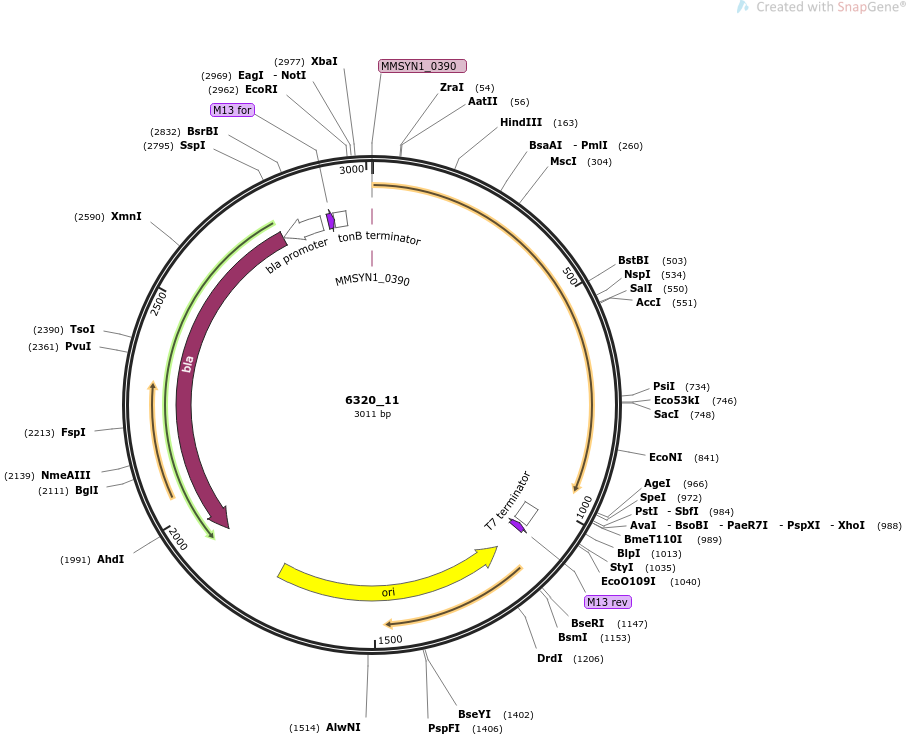 Created with SnapGene®
(2977) XbaI
MMSYN1_0390
(2969) EagI - NotI
(2962) EcoRI
ZraI (54)
AatII (56)
M13 for
HindIII (163)
(2832) BsrBI
(2795) SspI
BsaAI - PmlI (260)
MscI (304)
3000
(2590) XmnI
tonB terminator
bla promoter
MMSYN1_0390
BstBI (503)
NspI (534)
SalI (550)
AccI (551)
500
2500
(2390) TsoI
(2361) PvuI
bla
PsiI (734)
Eco53kI (746)
SacI (748)
6320_11
3011 bp
(2213) FspI
EcoNI (841)
(2139) NmeAIII
(2111) BglI
AgeI (966)
SpeI (972)
PstI - SbfI (984)
AvaI - BsoBI - PaeR7I - PspXI - XhoI (988)
BmeT110I (989)
BlpI (1013)
StyI (1035)
EcoO109I (1040)
T7 terminator
1000
2000
(1991) AhdI
ori
M13 rev
BseRI (1147)
BsmI (1153)
DrdI (1206)
1500
BseYI (1402)
PspFI (1406)
(1514) AlwNI